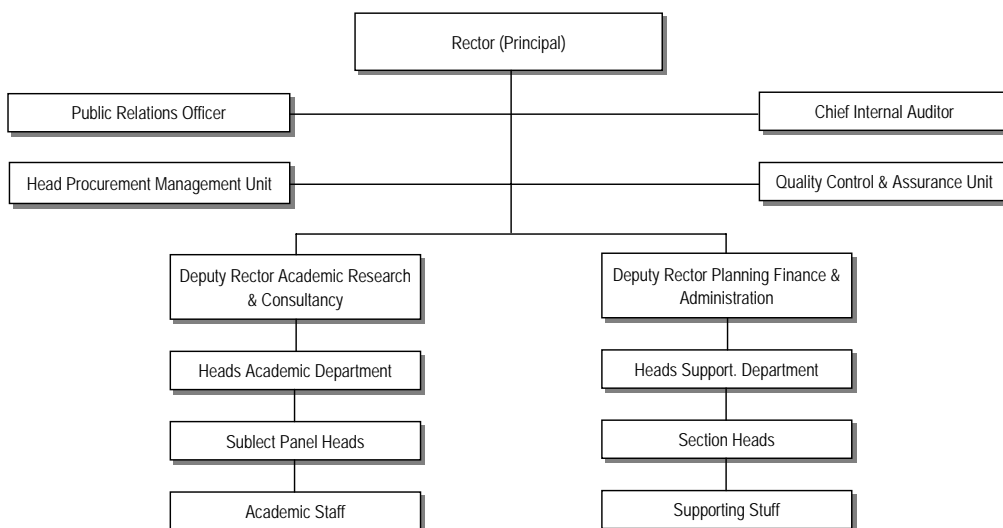 Rector (Principal)
Public Relations Officer
Chief Internal Auditor
Head Procurement Management Unit
Quality Control & Assurance Unit
Deputy Rector Academic Research
& Consultancy
Deputy Rector Planning Finance &
Administration
Heads Academic Department
Heads Support. Department
Sublect Panel Heads
Section Heads
Academic Staff
Supporting Stuff